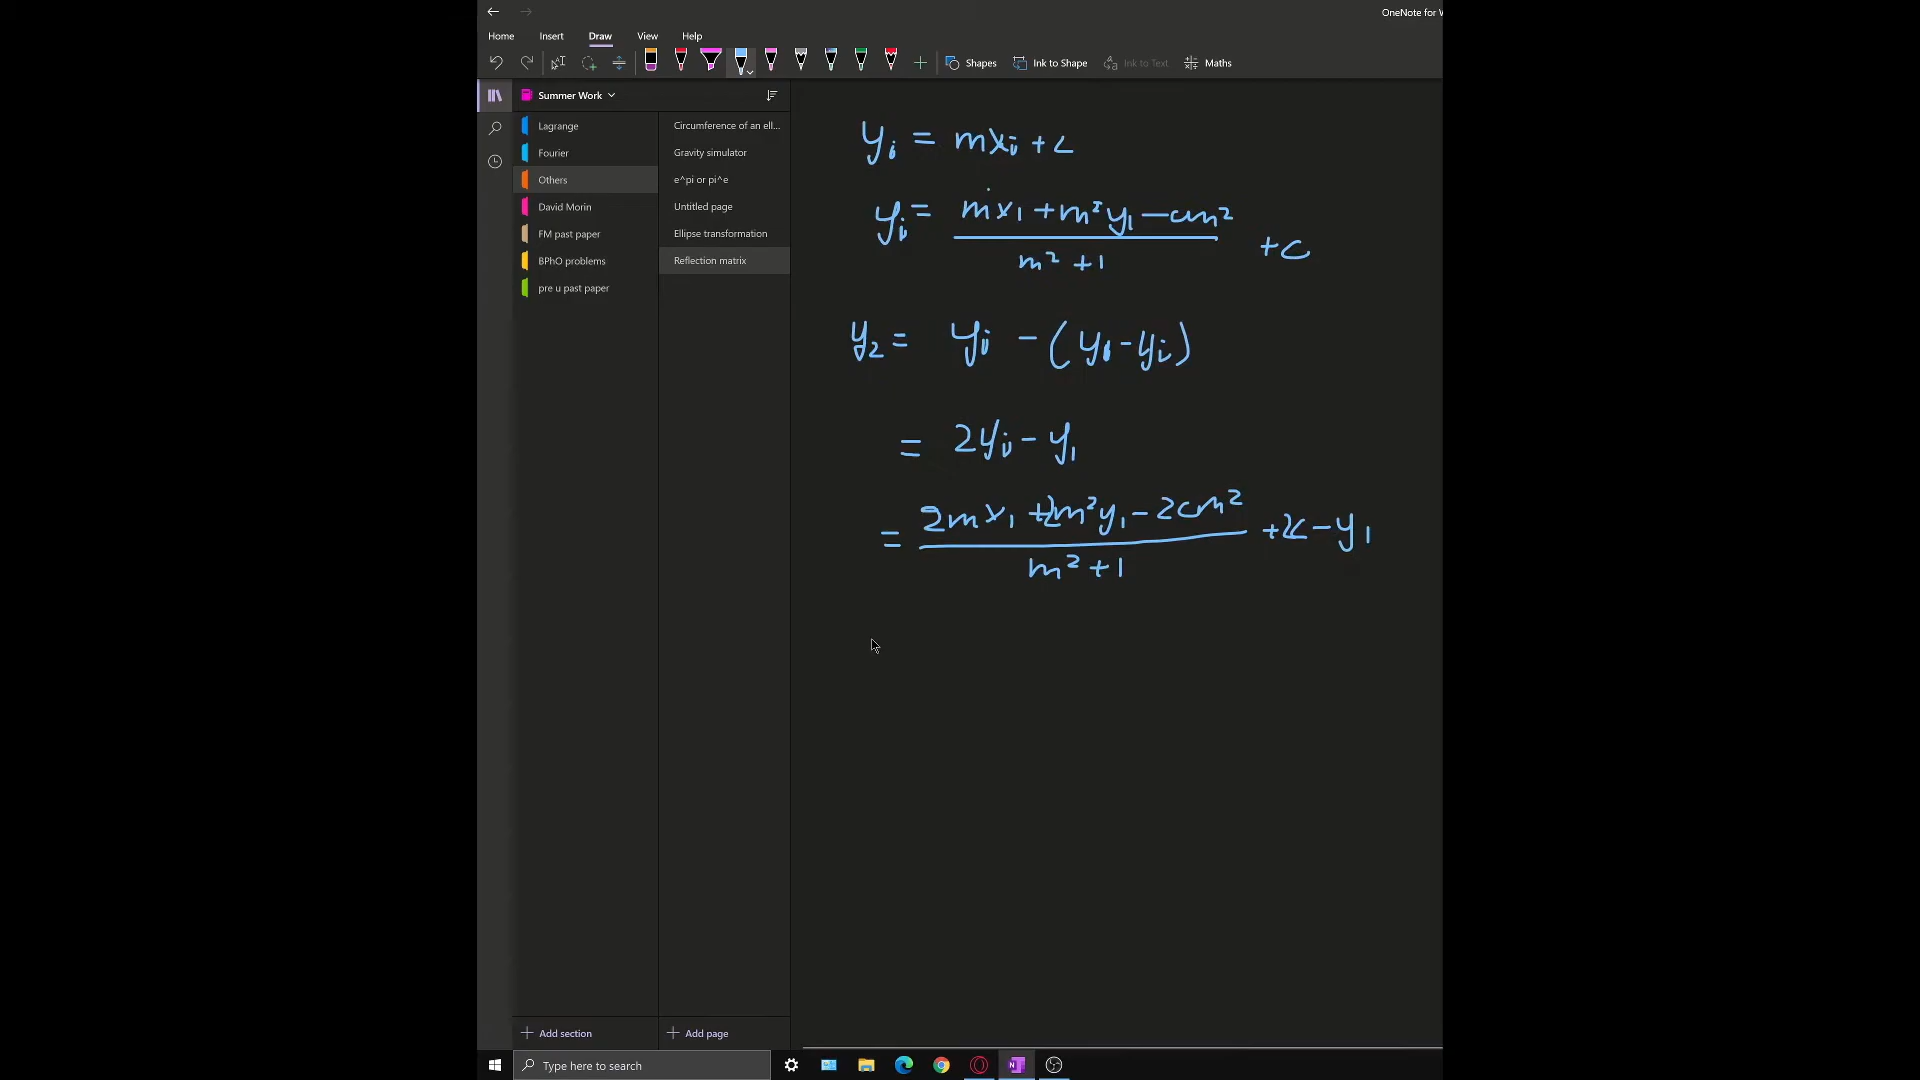 OneNote for W
Home Insert Draw View Help
Shapes Ink to Shape Ink to Text Maths
Summer Work
Lagrange
Fourier
Others
David Morin
FM past paper
BPhO problems
pre u past paper
Circumference of an ell...
Gravity simulator
e^pi or pi^e
Untitled page
Ellipse transformation
Reflection matrix
yᵢ = mxᵢ + c
yᵢ = (mx₁ + m²y₁ − cm²)/(m² + 1) + c
y₂ = yᵢ − (y₁ − yᵢ)
= 2yᵢ − y₁
= (2mx₁ + 2m²y₁ − 2cm²)/(m² + 1) + 2c − y₁
Add section Add page
Type here to search